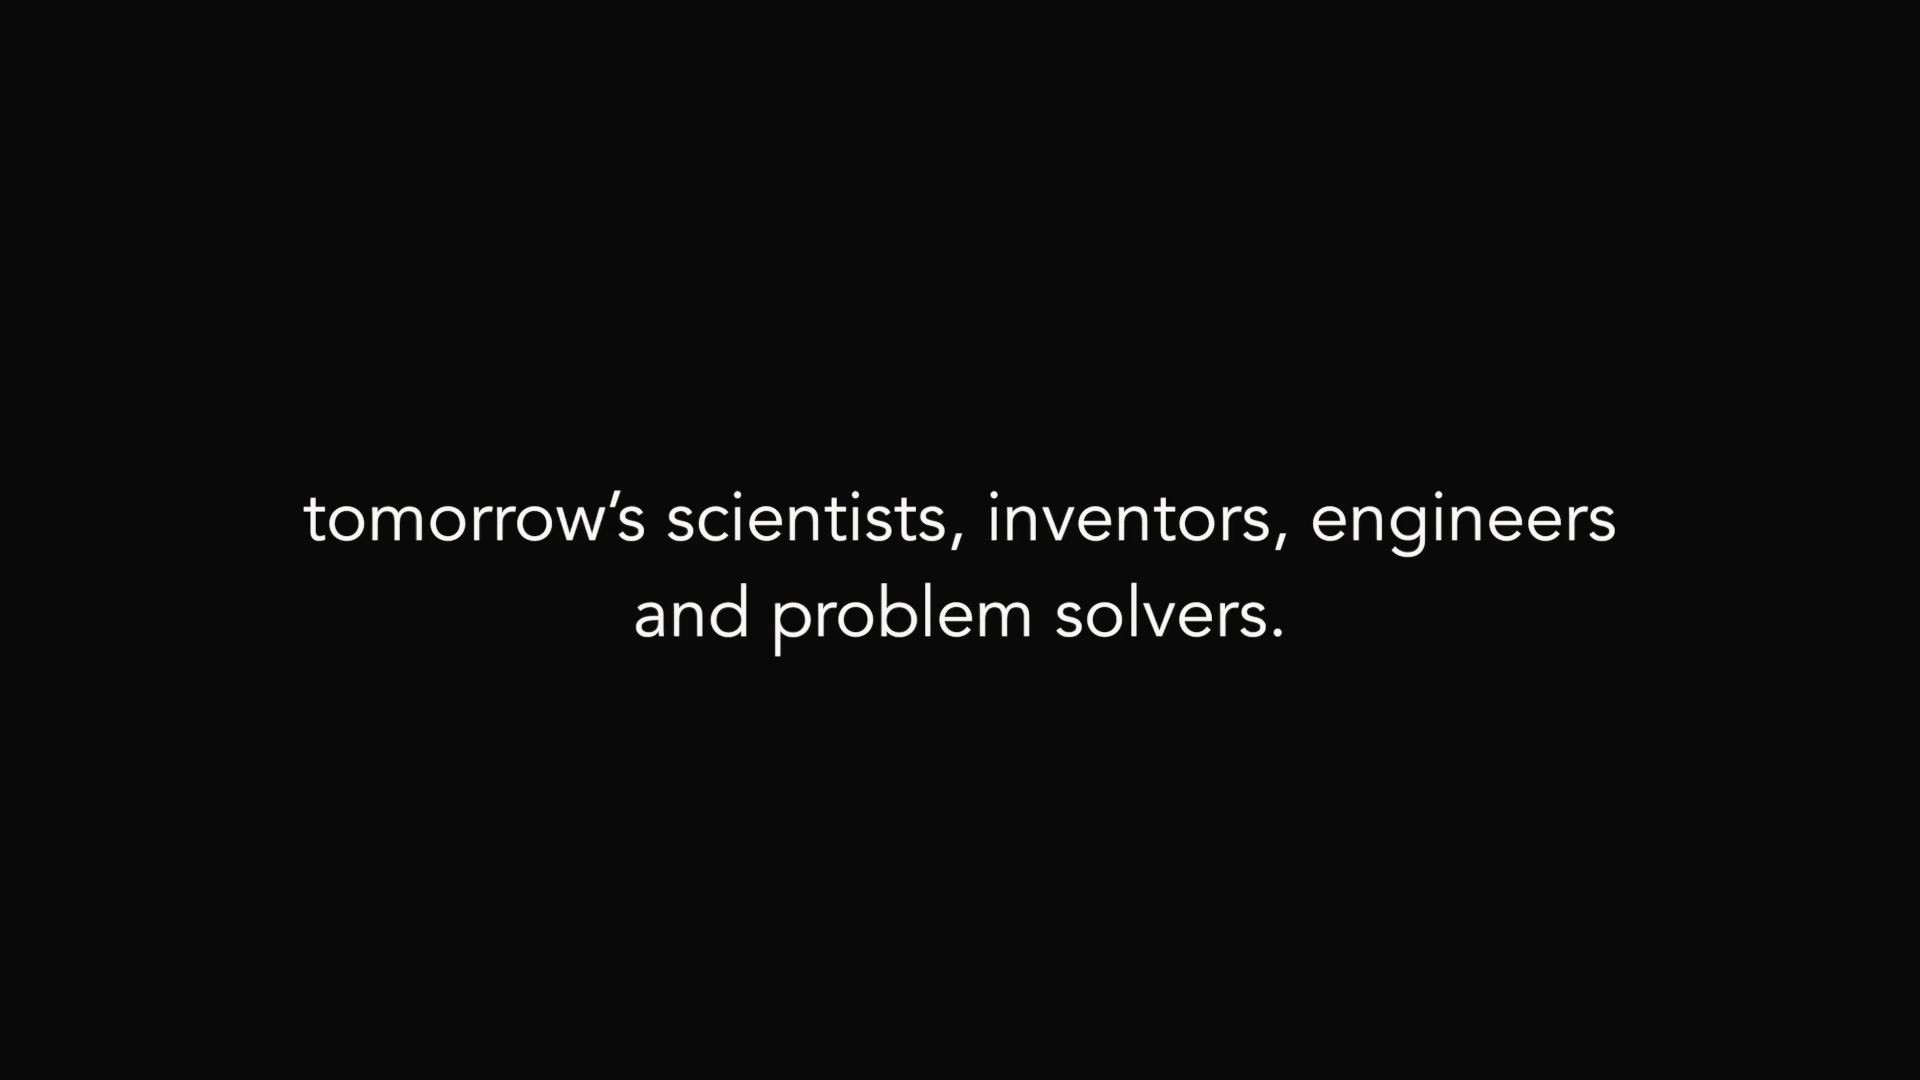 tomorrow’s scientists, inventors, engineers
and problem solvers.